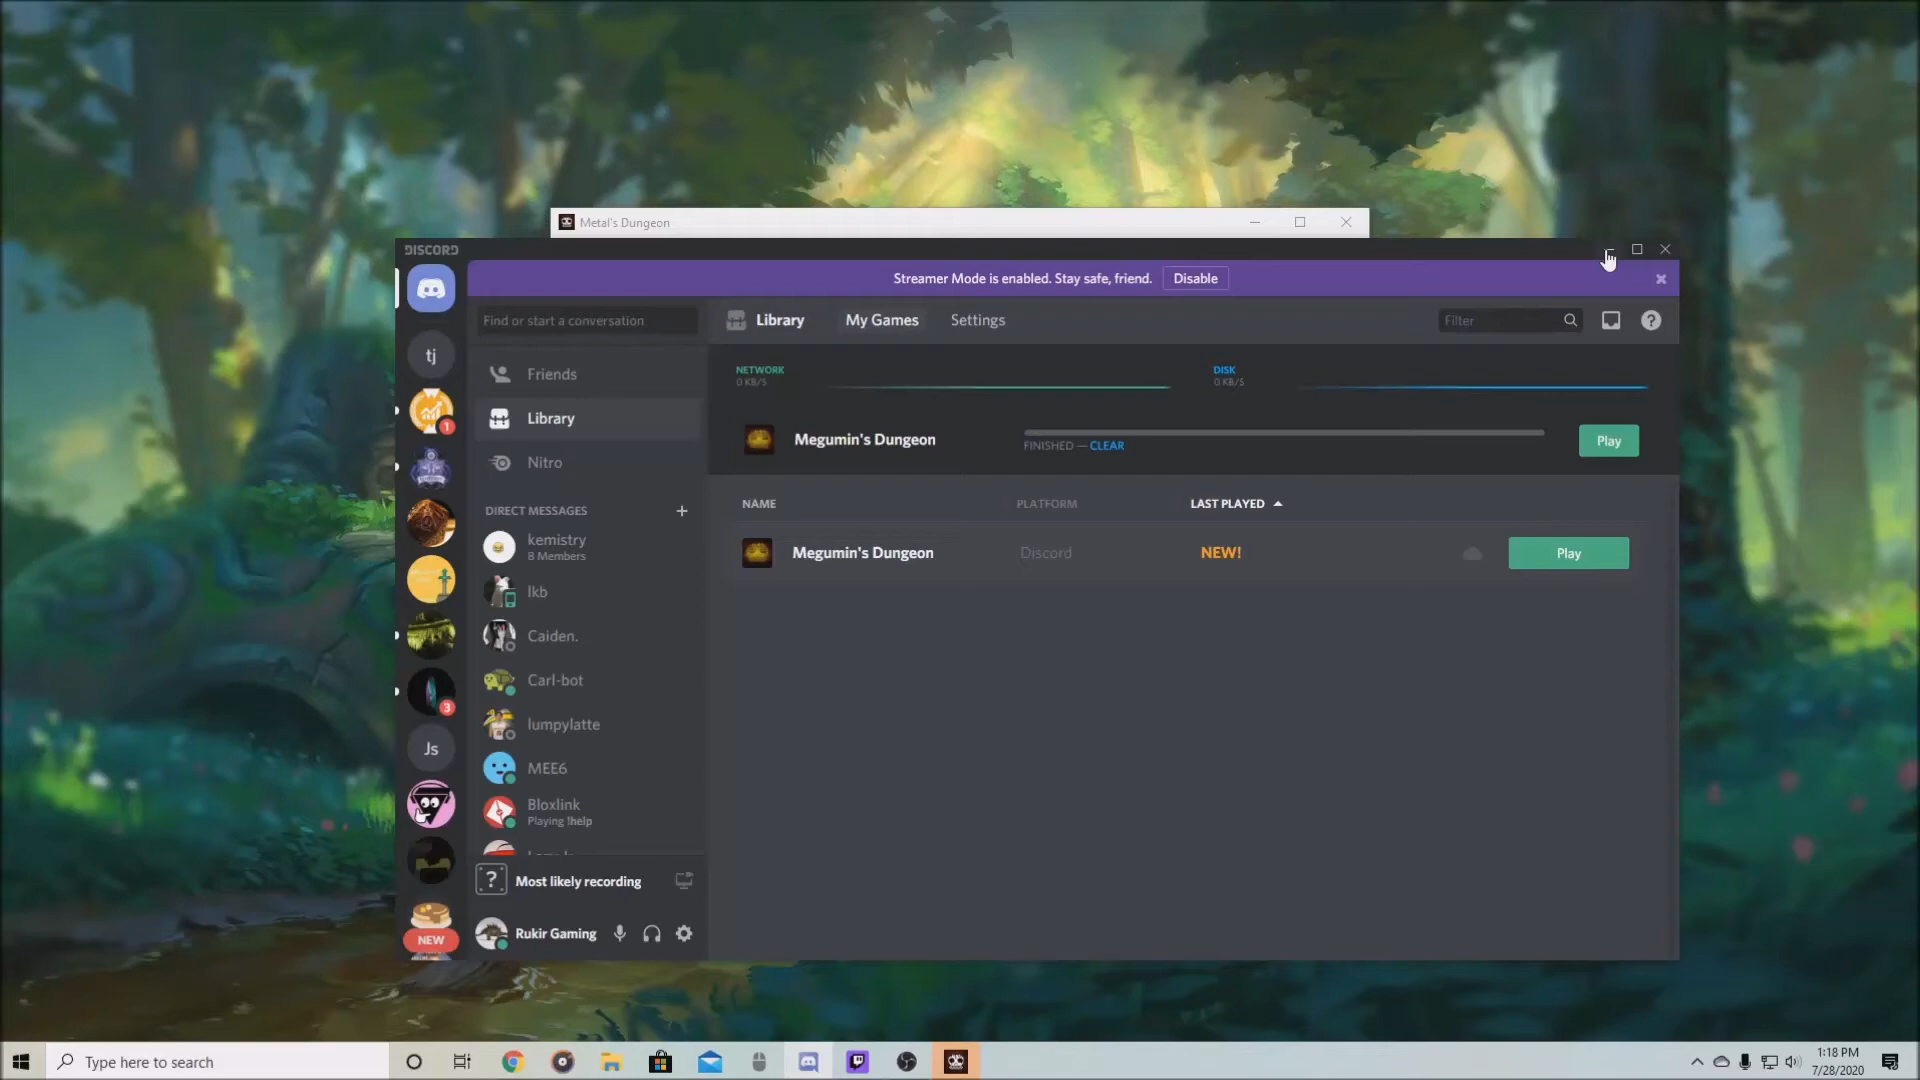 Metal's Dungeon
DISCORD
Streamer Mode is enabled. Stay safe, friend.
Disable
Find or start a conversation
Library
My Games
Settings
Filter
Friends
Library
Nitro
NETWORK
0 KB/S
DISK
0 KB/S
Megumin's Dungeon
FINISHED — CLEAR
Play
NAME
PLATFORM
LAST PLAYED
Megumin's Dungeon
Discord
NEW!
Play
DIRECT MESSAGES
kemistry
8 Members
lkb
Caiden.
Carl-bot
lumpylatte
MEE6
Bloxlink
Playing !help
tj
1
3
Js
NEW
Most likely recording
Rukir Gaming
Type here to search
1:18 PM
7/28/2020